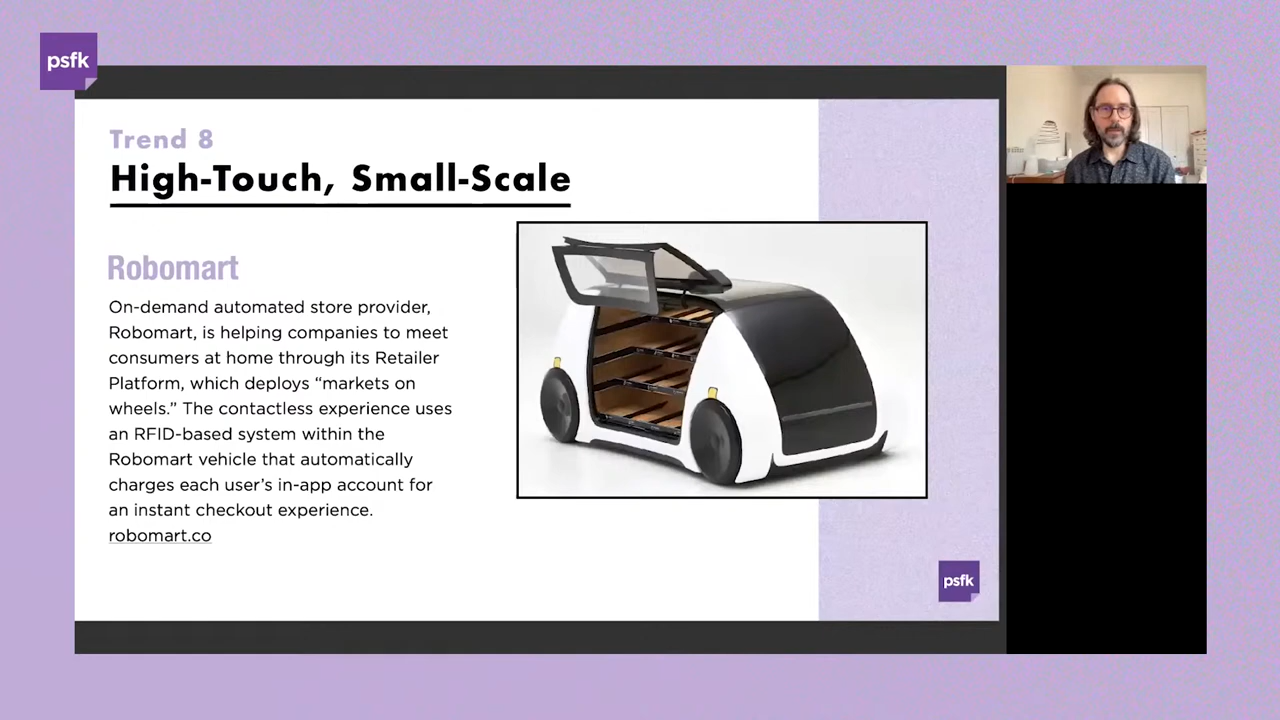 psfk
Trend 8
High-Touch, Small-Scale
Robomart
On-demand automated store provider,
Robomart, is helping companies to meet
consumers at home through its Retailer
Platform, which deploys “markets on
wheels.” The contactless experience uses
an RFID-based system within the
Robomart vehicle that automatically
charges each user’s in-app account for
an instant checkout experience.
robomart.co
psfk